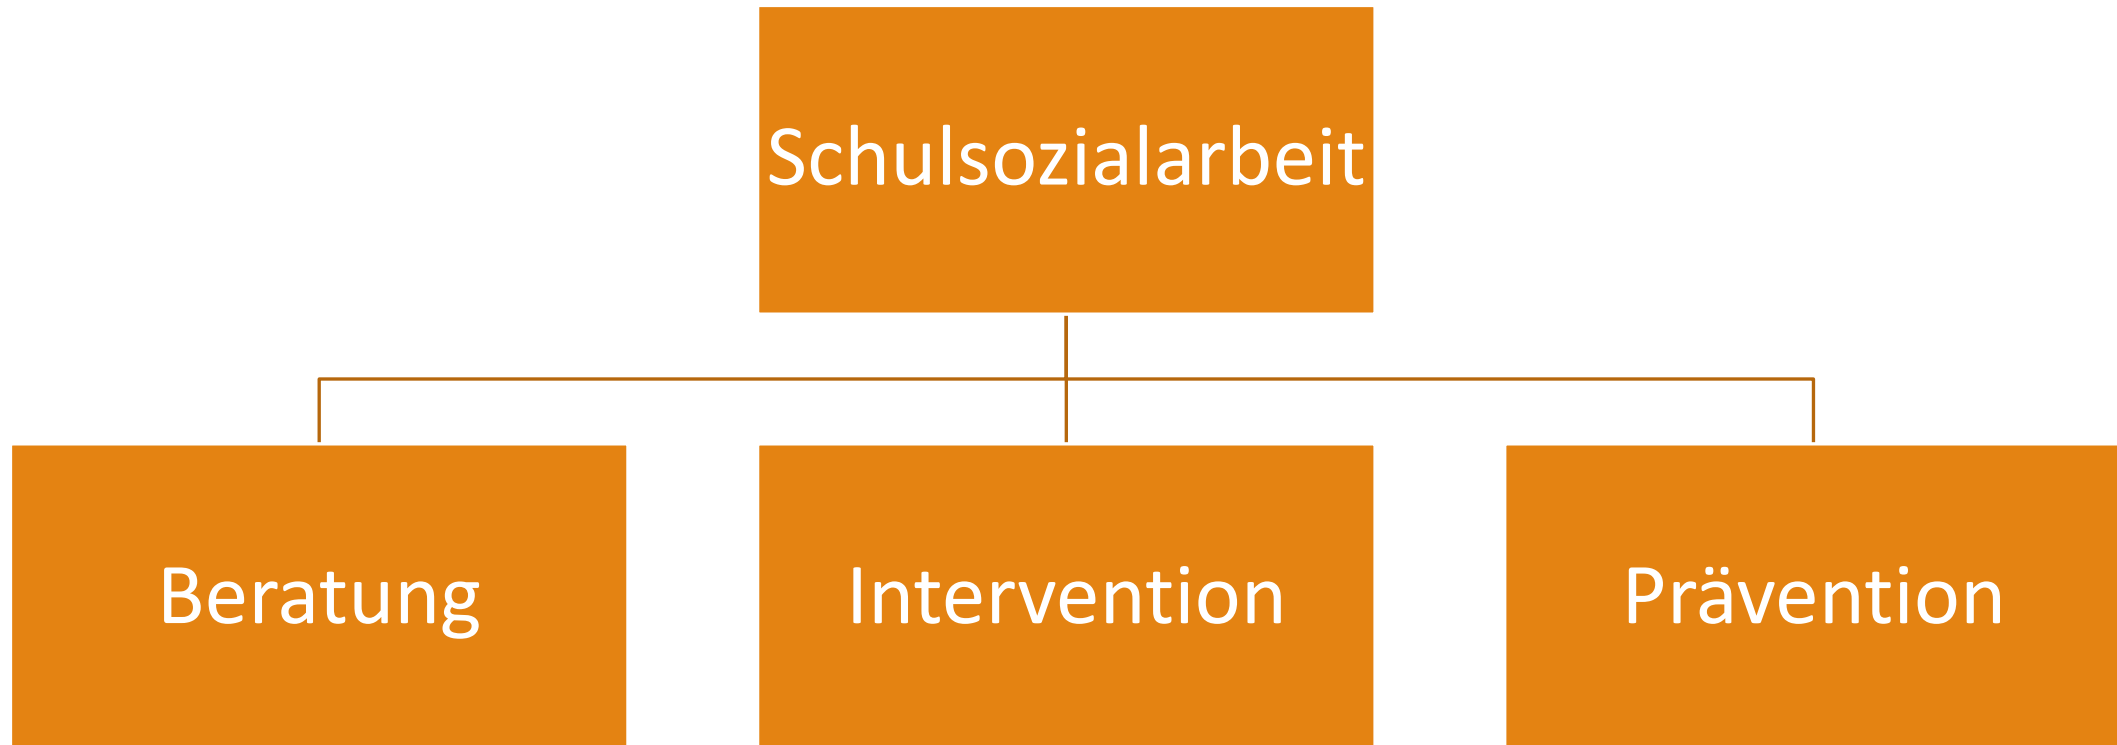 Schulsozialarbeit
Beratung
Intervention
Prävention